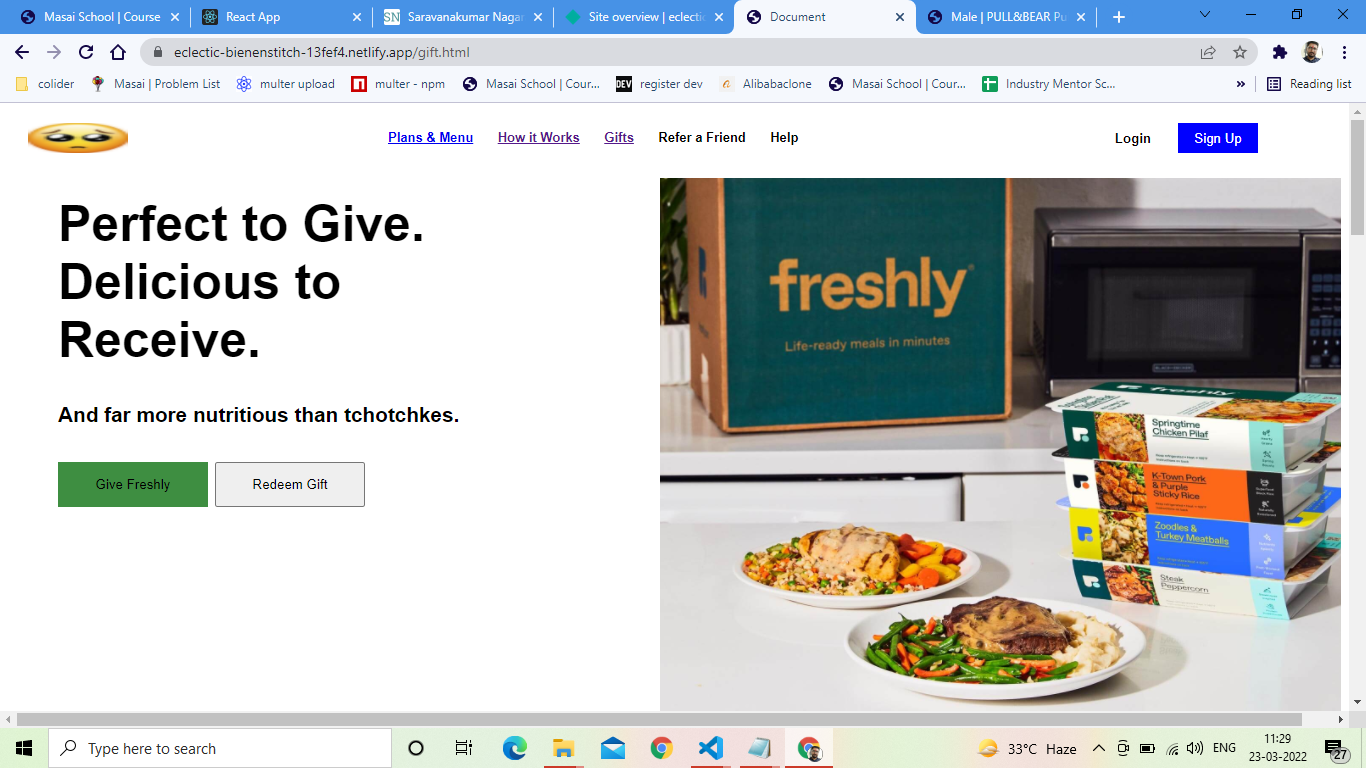 Masai School | Course
React App
Saravanakumar Nagar
Site overview | eclectic
Document
Male | PULL&BEAR Pu
eclectic-bienenstitch-13fef4.netlify.app/gift.html
colider
Masai | Problem List
multer upload
multer - npm
Masai School | Cour...
DEV
register dev
Alibabaclone
Masai School | Cour...
Industry Mentor Sc...
»
Reading list
Plans & Menu
How it Works
Gifts
Refer a Friend
Help
Login
Sign Up
Perfect to Give.
Delicious to
Receive.
And far more nutritious than tchotchkes.
Give Freshly
Redeem Gift
freshly
Life-ready meals in minutes
freshly
Springtime
Chicken Pilaf
K-Town Pork
& Purple
Sticky Rice
Zoodles &
Turkey Meatballs
Steak
Peppercorn
Type here to search
33°C Haze
ENG
11:29
23-03-2022
27